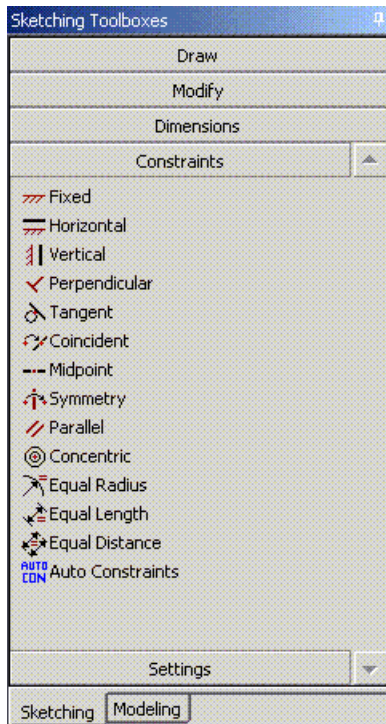 Sketching Toolboxes
Draw
Modify
Dimensions
Constraints
Fixed
Horizontal
Vertical
Perpendicular
Tangent
Coincident
Midpoint
Symmetry
Parallel
Concentric
Equal Radius
Equal Length
Equal Distance
AUTO CON Auto Constraints
Settings
Sketching Modeling